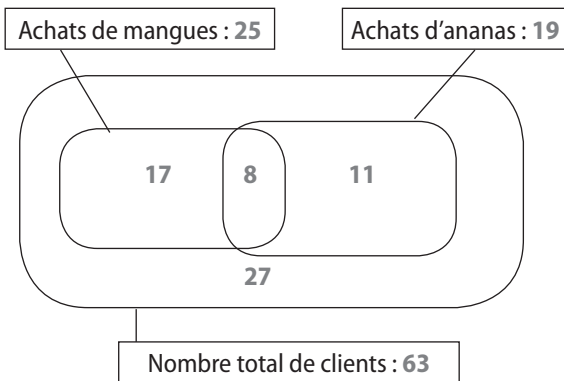 Achats de mangues : 25
Achats d’ananas : 19
17 8 11
27
Nombre total de clients : 63